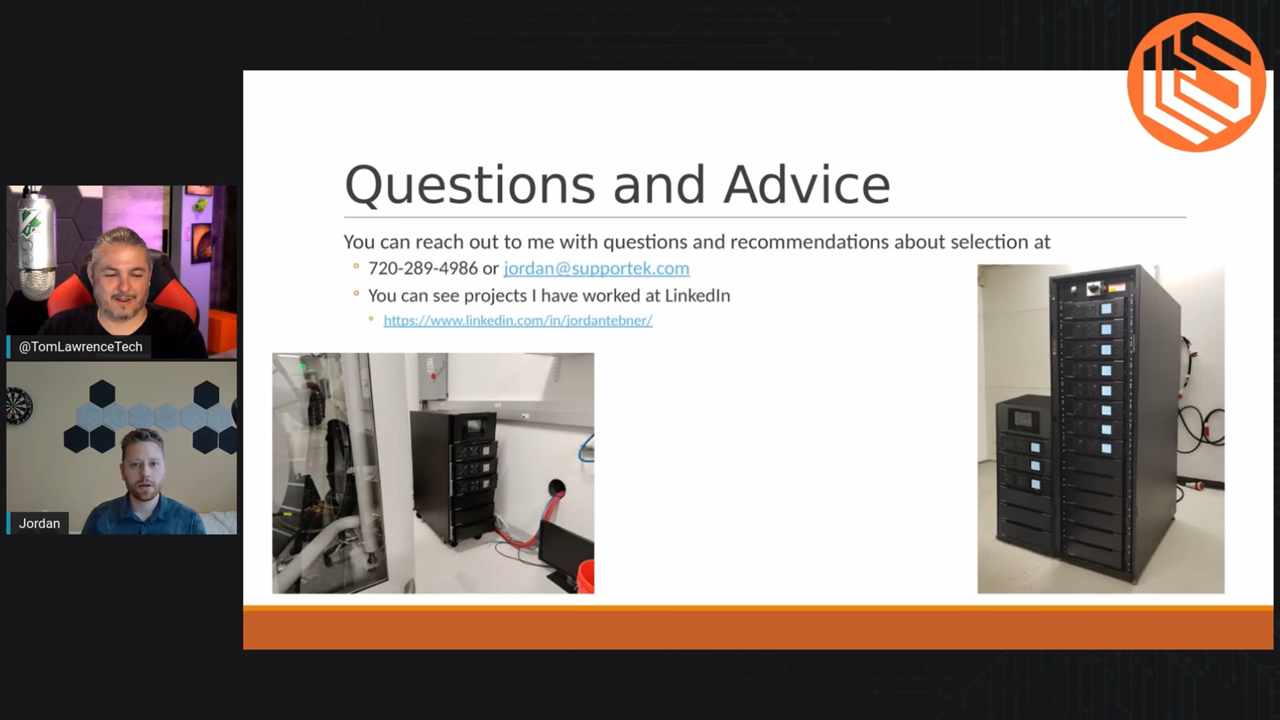 Questions and Advice
You can reach out to me with questions and recommendations about selection at
720-289-4986 or jordan@supportek.com
You can see projects I have worked at LinkedIn
https://www.linkedin.com/in/jordantebner/
@TomLawrenceTech
Jordan